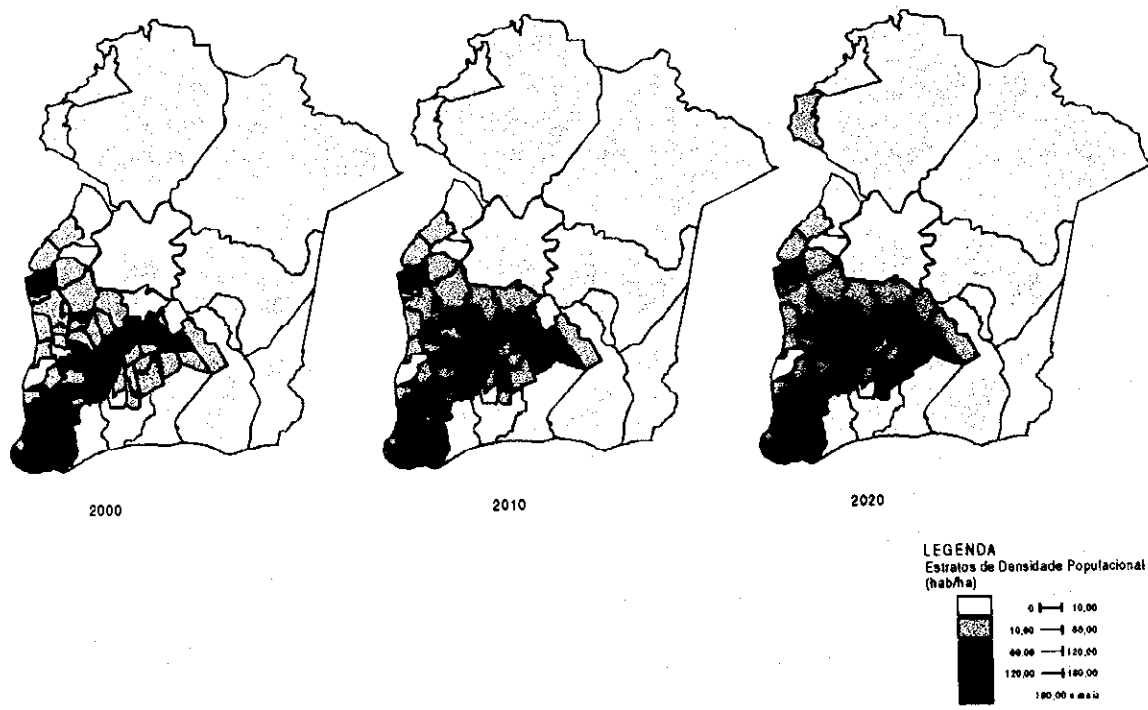 2000
2010
2020
LEGENDA
Estratos de Densidade Populacional
(hab/ha)
0 10,00
10,00
120,00
120,00 180,00
180,00 e mais